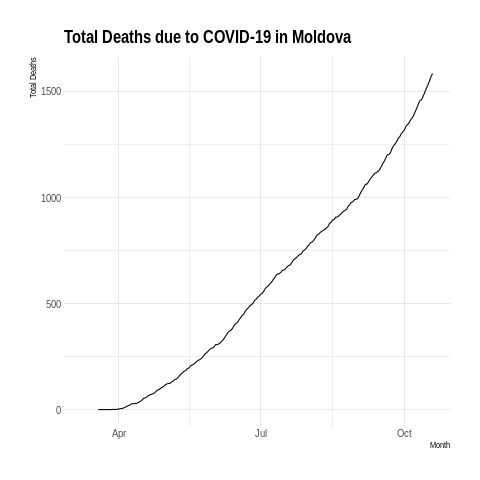 Total Deaths due to COVID-19 in Moldova
Total Deaths
1500
1000
500
0
Apr
Jul
Oct
Month